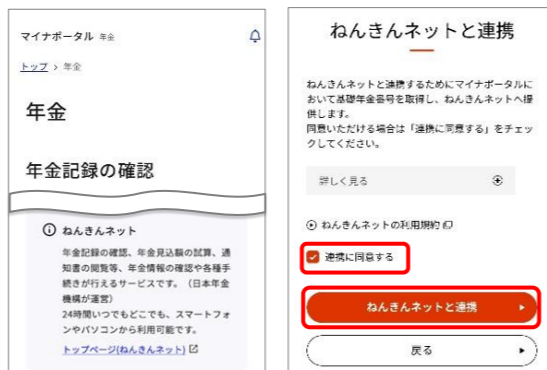 マイナポータル 年金
トップ > 年金
年金
年金記録の確認
ねんきんネット
年金記録の確認、年金見込額の試算、通
知書の閲覧等、年金情報の確認や各種手
続きが行えるサービスです。（日本年金
機構が運営）
24時間いつでもどこでも、スマートフォ
ンやパソコンから利用可能です。
トップページ(ねんきんネット)
ねんきんネットと連携
ねんきんネットと連携するためにマイナポータルに
おいて基礎年金番号を取得し、ねんきんネットへ提
供します。
同意いただける場合は「連携に同意する」をチェッ
クしてください。
詳しく見る
ねんきんネットの利用規約
連携に同意する
ねんきんネットと連携
戻る